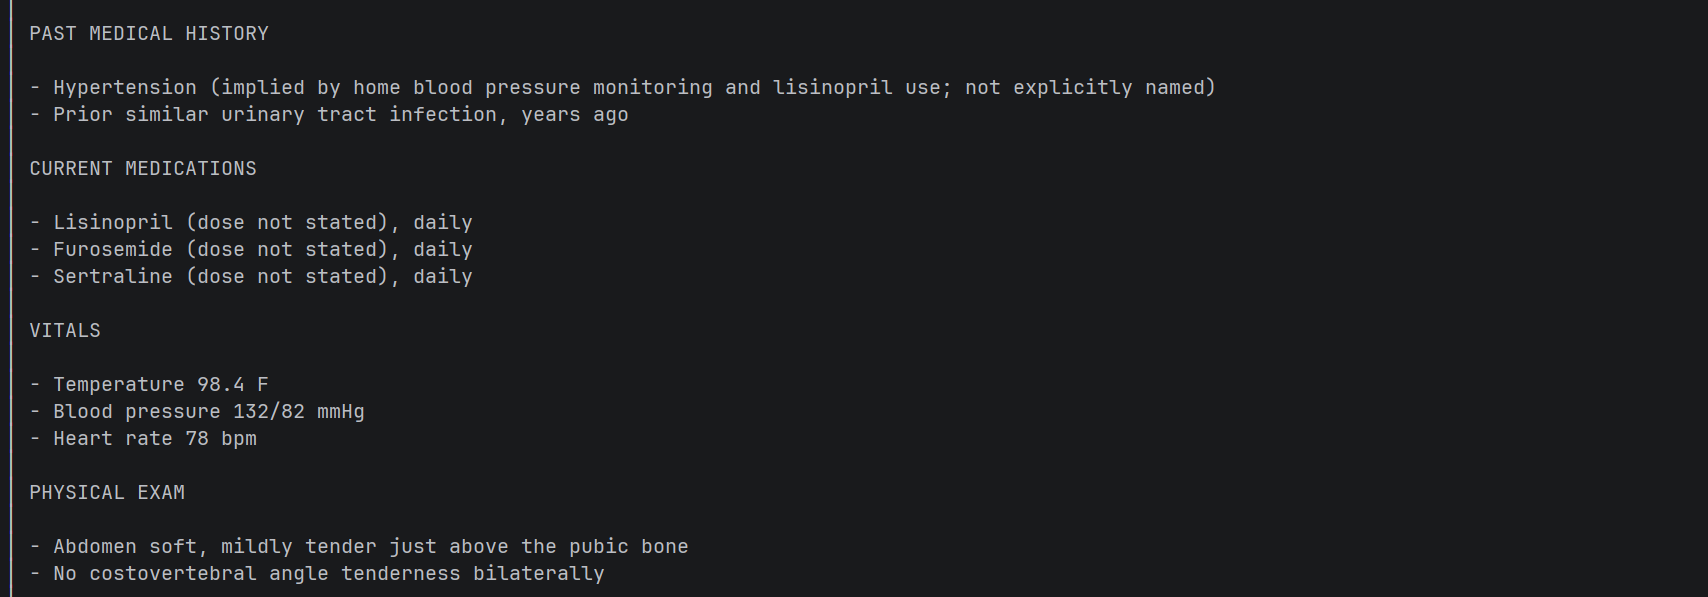 PAST MEDICAL HISTORY
- Hypertension (implied by home blood pressure monitoring and lisinopril use; not explicitly named)
- Prior similar urinary tract infection, years ago
CURRENT MEDICATIONS
- Lisinopril (dose not stated), daily
- Furosemide (dose not stated), daily
- Sertraline (dose not stated), daily
VITALS
- Temperature 98.4 F
- Blood pressure 132/82 mmHg
- Heart rate 78 bpm
PHYSICAL EXAM
- Abdomen soft, mildly tender just above the pubic bone
- No costovertebral angle tenderness bilaterally